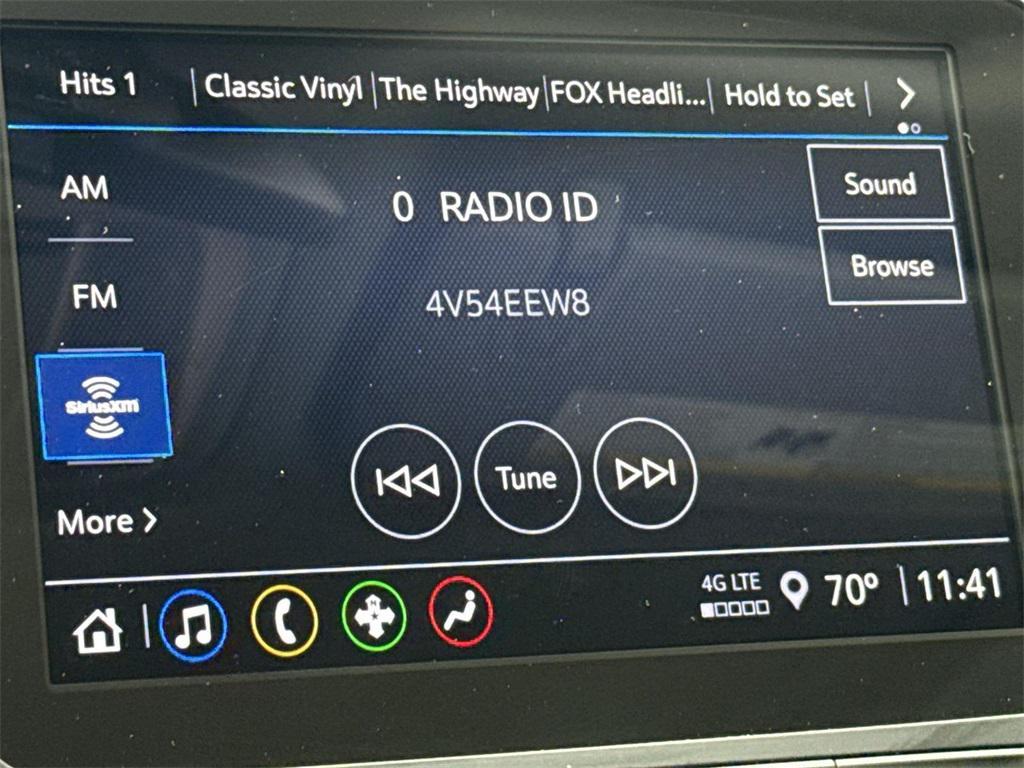 Hits 1 Classic Vinyl The Highway FOX Headli... Hold to Set
AM
0 RADIO ID
Sound
Browse
FM
4V54EEW8
SiriusXM
Tune
More
4G LTE
70° 11:41
N